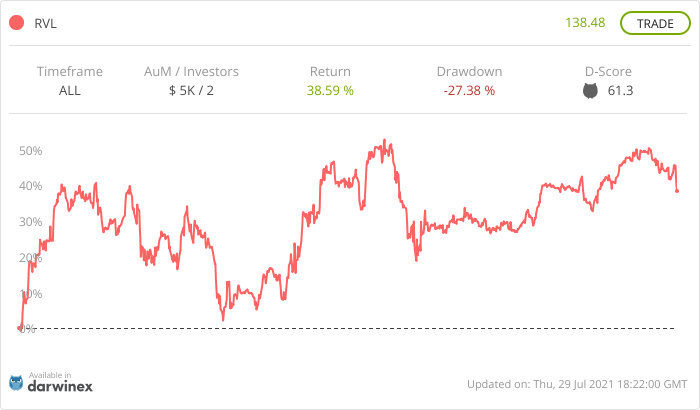 RVL
138.48
TRADE
Timeframe
AuM / Investors
Return
Drawdown
D-Score
ALL
$ 5K / 2
38.59 %
-27.38 %
61.3
50%
40%
30%
20%
10%
0%
Available in
darwinex
Updated on: Thu, 29 Jul 2021 18:22:00 GMT